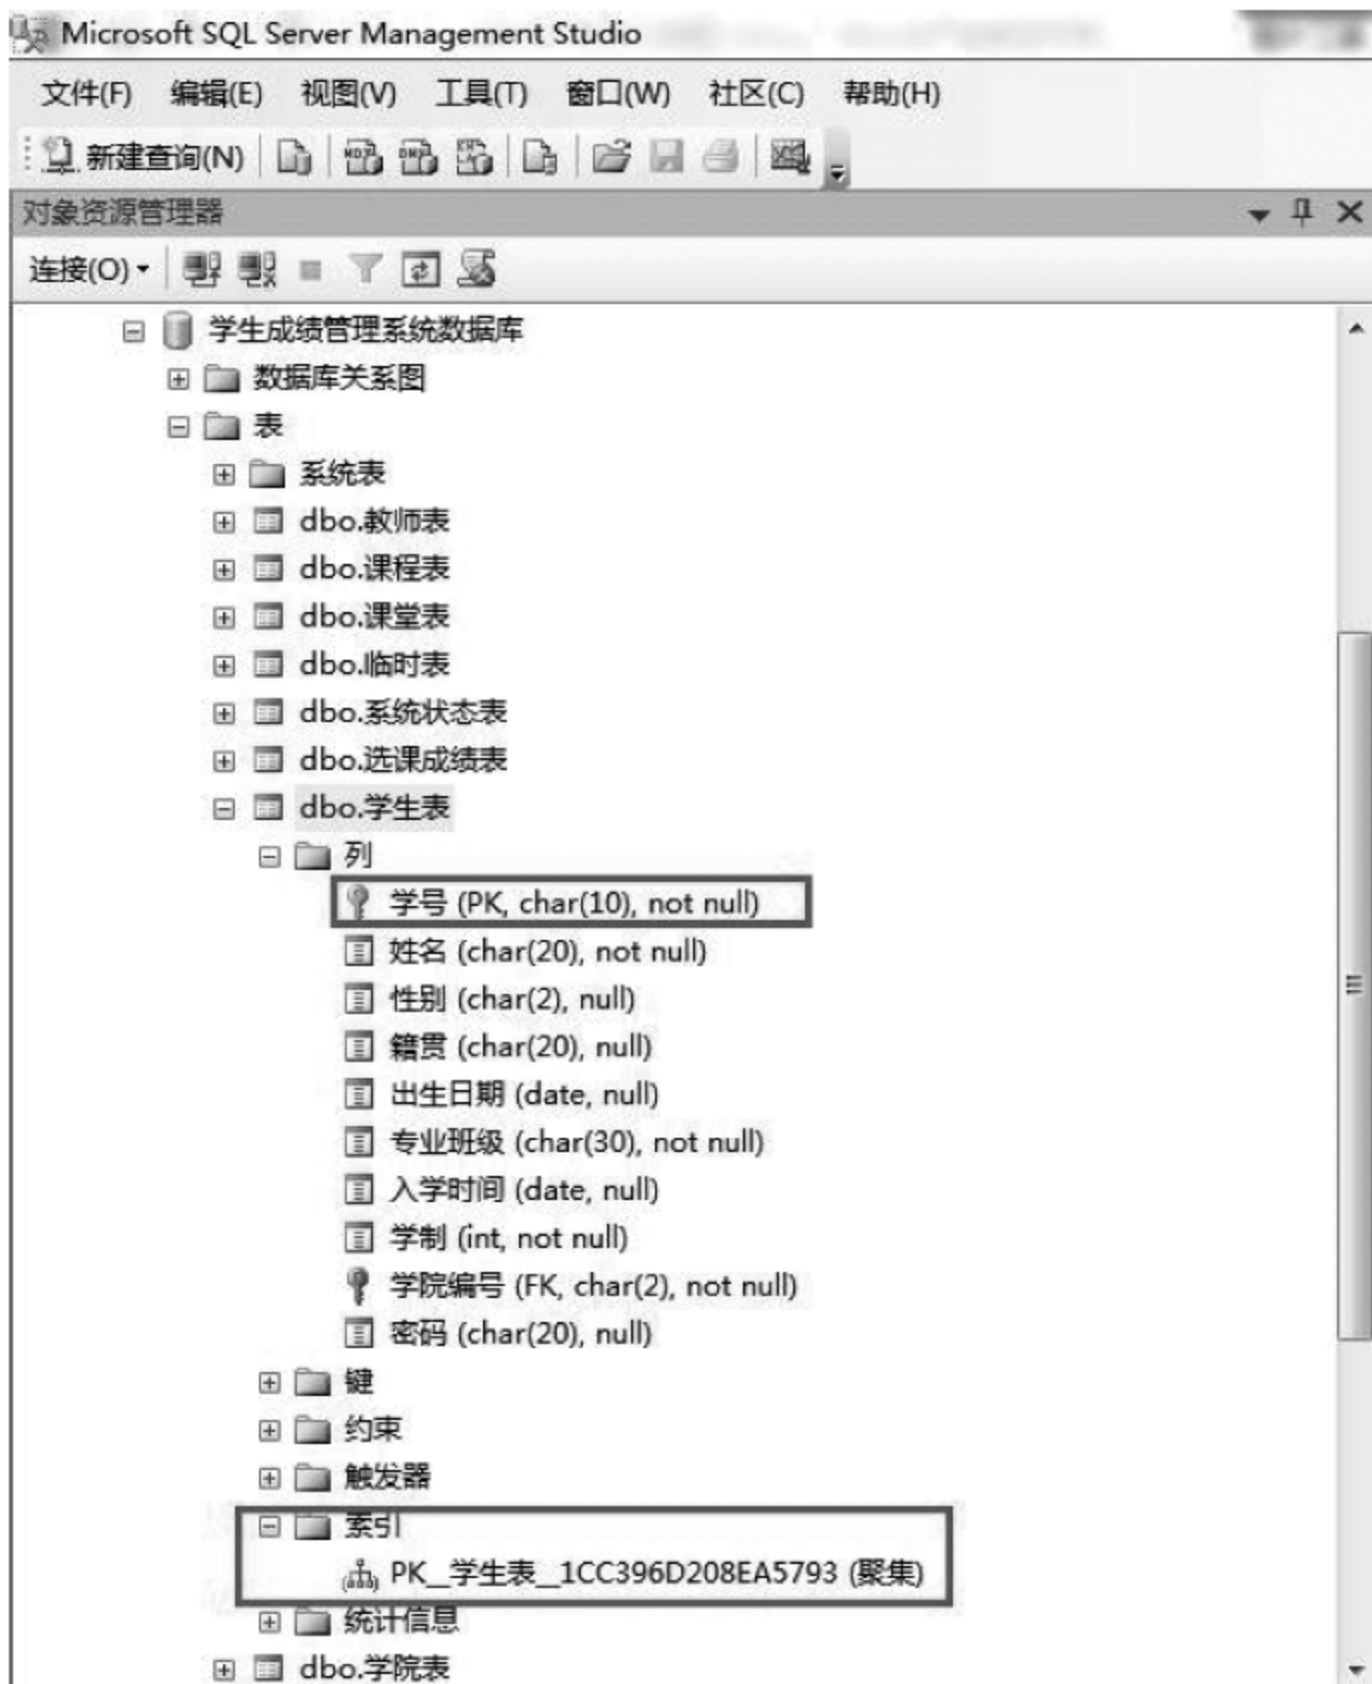 Microsoft SQL Server Management Studio
文件(F) 编辑(E) 视图(V) 工具(T) 窗口(W) 社区(C) 帮助(H)
新建查询(N)
对象资源管理器
连接(O)
学生成绩管理系统数据库
数据库关系图
表
系统表
dbo.教师表
dbo.课程表
dbo.课堂表
dbo.临时表
dbo.系统状态表
dbo.选课成绩表
dbo.学生表
列
学号 (PK, char(10), not null)
姓名 (char(20), not null)
性别 (char(2), null)
籍贯 (char(20), null)
出生日期 (date, null)
专业班级 (char(30), not null)
入学时间 (date, null)
学制 (int, not null)
学院编号 (FK, char(2), not null)
密码 (char(20), null)
键
约束
触发器
索引
PK__学生表__1CC396D208EA5793 (聚集)
统计信息
dbo.学院表